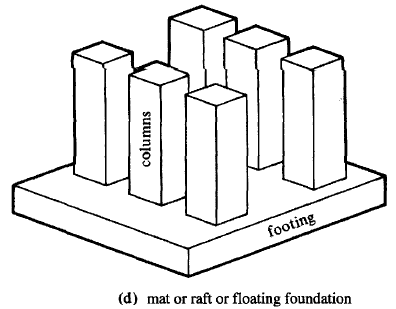 columns
footing
(d) mat or raft or floating foundation